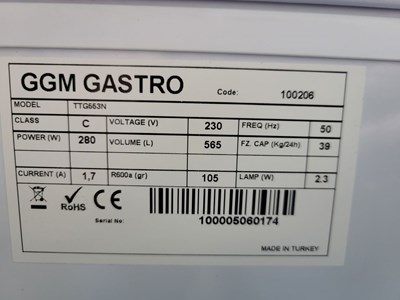 GGM GASTRO Code: 100206
MODEL TTG553N
CLASS C VOLTAGE (V) 230 FREQ (Hz) 50
POWER (W) 280 VOLUME (L) 565 FZ. CAP (Kg/24h) 39
CURRENT (A) 1,7 R600a (gr) 105 LAMP (W) 2.3
RoHS CE
Serial No: 100005060174
MADE IN TURKEY